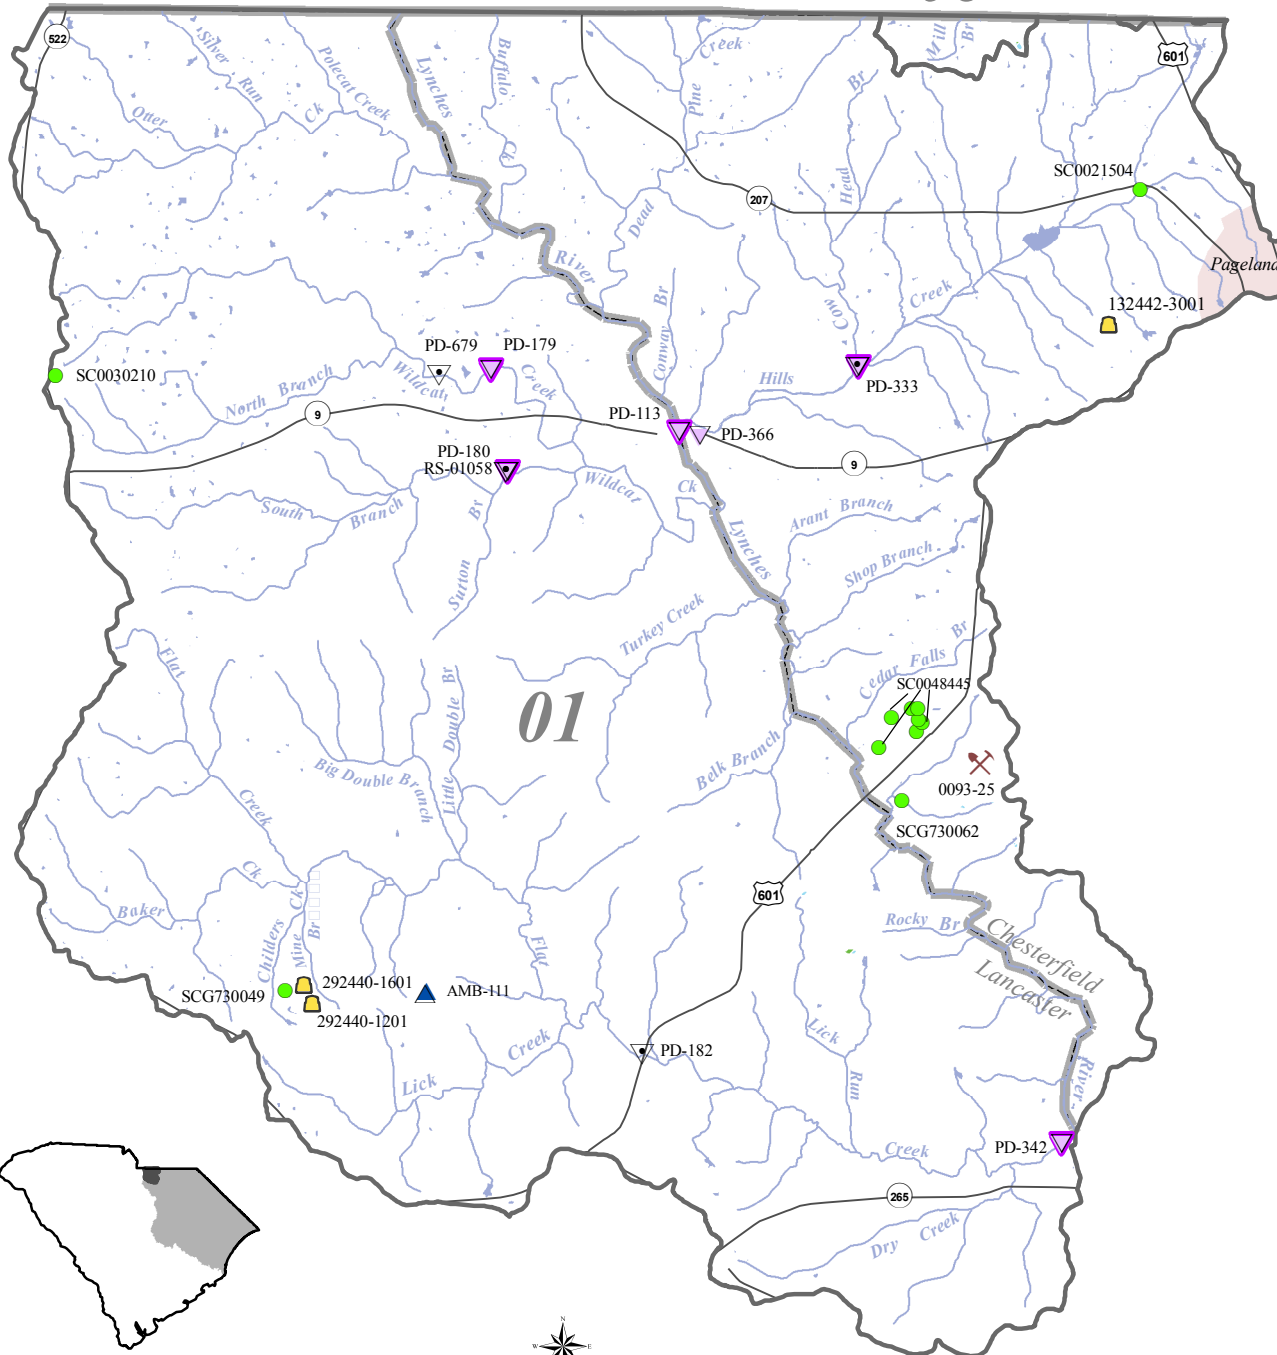 522
601
Silver Run
Polecat Creek
Otter
Ck
Lynches
Buffalo
Ck
Pine
Creek
Mill
Br
Head
Br
SC0021504
207
Dead
River
Pageland
Cow
Creek
132442-3001
Conway Br
PD-679
PD-179
SC0030210
North Branch
Wildcat
Creek
Hills
PD-333
9
PD-113
PD-366
PD-180
RS-01058
9
Wildcar
Ck
South
Branch
Br
Sutton
Lynches
Arant Branch
Shop Branch
Turkey Creek
Flat
Cedar Falls Br
SC0048445
01
Little Double Br
Big Double Branch
Belk Branch
0093-25
Creek
SCG730062
Ck
601
Baker
Childers
Mine
Ck
Br
Flat
Rocky Br
Chesterfield
Lancaster
292440-1601
SCG730049
AMB-111
292440-1201
Lick
Creek
PD-182
Lick
Run
River
Creek
PD-342
265
Dry Creek
N
W
E